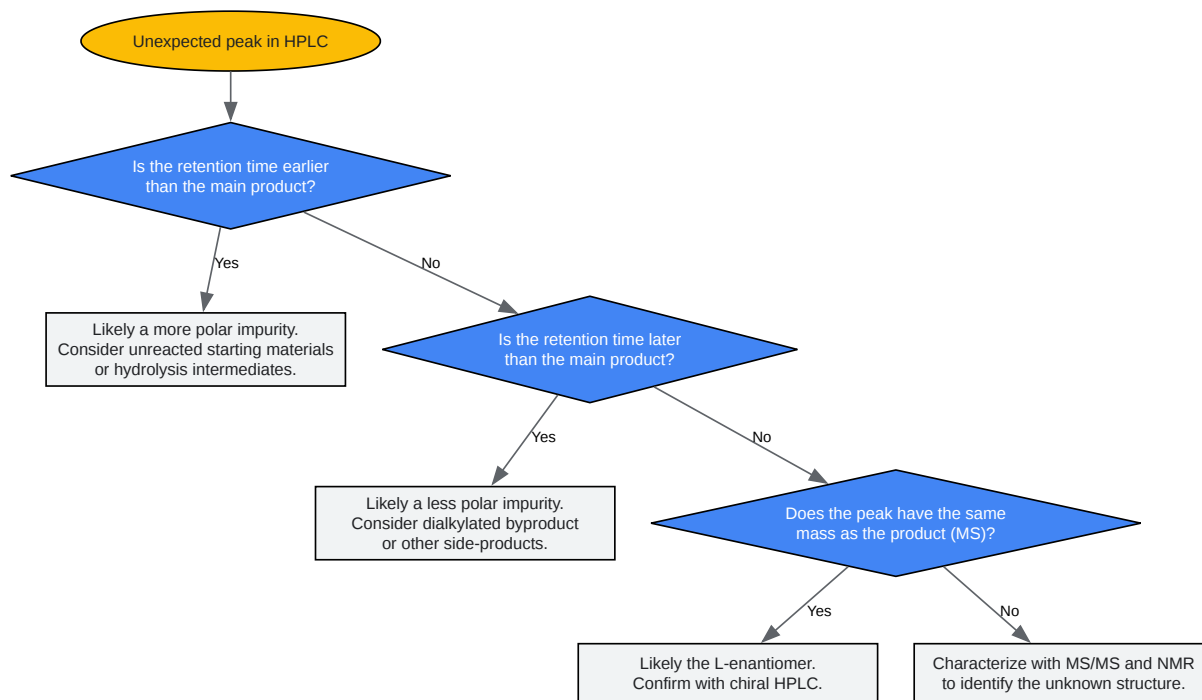 Unexpected peak in HPLC
Is the retention time earlier
than the main product?
Yes
No
Likely a more polar impurity.
Consider unreacted starting materials
or hydrolysis intermediates.
Is the retention time later
than the main product?
Yes
No
Likely a less polar impurity.
Consider dialkylated byproduct
or other side-products.
Does the peak have the same
mass as the product (MS)?
Yes
No
Likely the L-enantiomer.
Confirm with chiral HPLC.
Characterize with MS/MS and NMR
to identify the unknown structure.